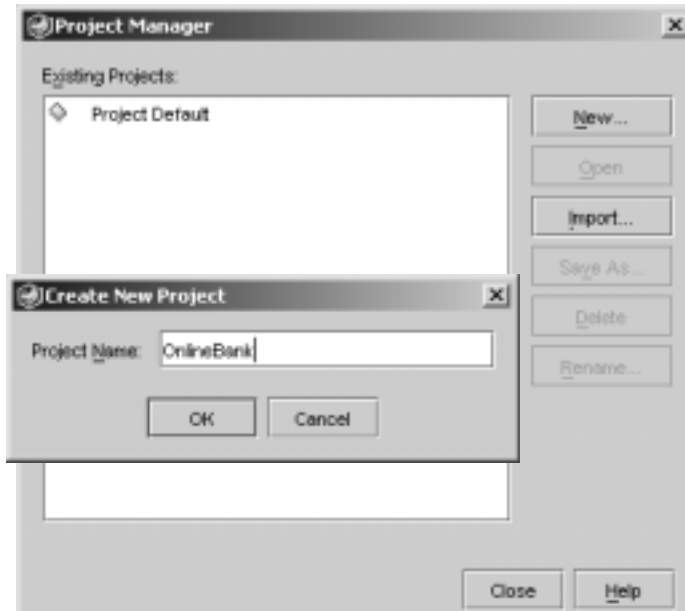 Project Manager
Existing Projects:
Project Default
New...
Open
Import...
Save As...
Delete
Rename...
Create New Project
Project Name: OnlineBank
OK Cancel
Close Help